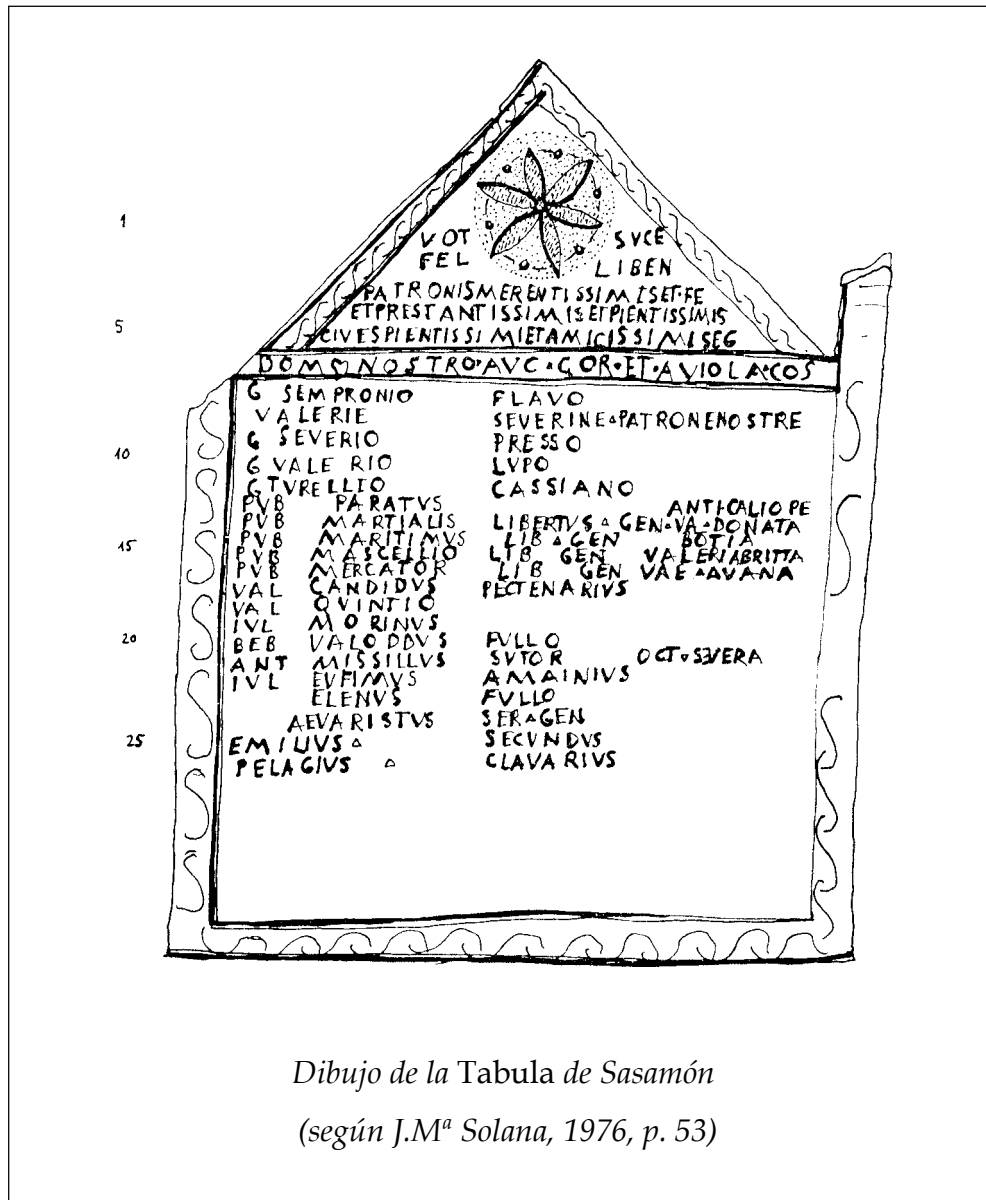 1 VOT SVCE
FEL LIBEN
PATRONISMERENTISSIMISET·FE
5 ETPRESTANTISSIMISETPIENTISSIMIS
CIVESPIENTISSIMIETAMICISSIMISEG
DOMONOSTRO·AVG·GOR·ET·AVIOLA·COS
G SEMPRONIO FLAVO
VALERIE SEVERINE▵PATRONENOSTRE
G SEVERIO PRESSO
10 G VALERIO LVPO
G TVRELLIO CASSIANO
PVB PARATVS ANTI·CALIOPE
PVB MARTIALIS LIBERTVS▵GEN▵VA▵DONATA
15 PVB MARITIMVS LIB▵GEN BOTIA
PVB MASCELLIO LIB GEN VALERIABRITTA
PVB MERCATOR LIB GEN VAE▵AVANA
VAL CANDIDVS PECTENARIVS
VAL QVINTIO
IVL MORINVS
20 BEB VALODDVS FVLLO
ANT MISSILLVS SVTOR OCT▿SEVERA
IVL EVFIMVS AMAINIVS
ELENVS FVLLO
AEVARISTVS SER▵GEN
25 EMILIVS▵ SECVNDVS
PELAGIVS ▵ CLAVARIVS
Dibujo de la Tabula de Sasamón
(según J.Mª Solana, 1976, p. 53)